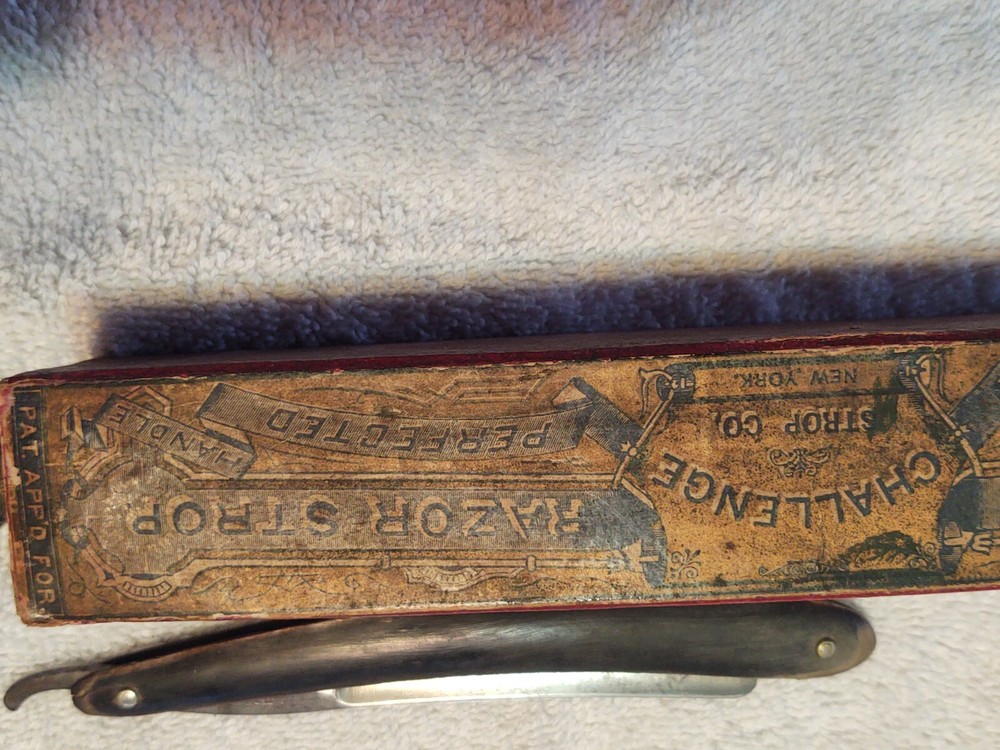 CHALLENGE
STROP CO.
NEW YORK.
RAZOR STROP
PERFECTED
HANDLE
PAT. APP'D FOR.